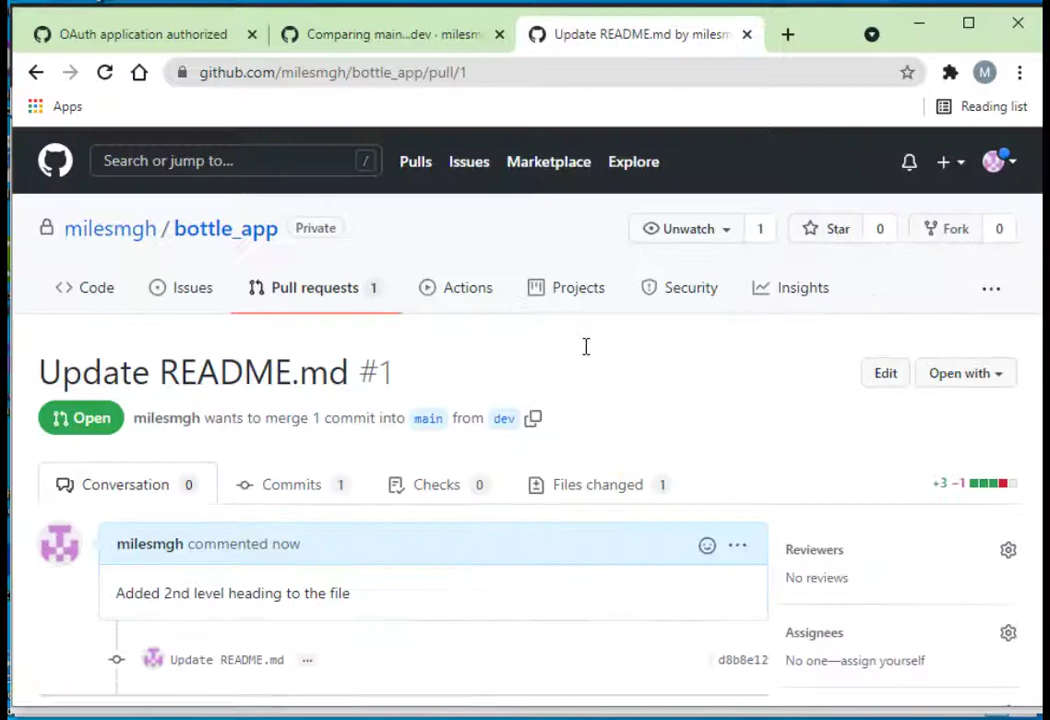 OAuth application authorized
Comparing main...dev · milesm
Update README.md by milesm
github.com/milesmgh/bottle_app/pull/1
M
Apps
Reading list
Search or jump to...
/
Pulls
Issues
Marketplace
Explore
milesmgh / bottle_app
Private
Unwatch 1
Star 0
Fork 0
Code
Issues
Pull requests 1
Actions
Projects
Security
Insights
Update README.md #1
Edit
Open with
Open
milesmgh wants to merge 1 commit into main from dev
Conversation 0
Commits 1
Checks 0
Files changed 1
+3 −1
milesmgh commented now
Added 2nd level heading to the file
Update README.md
d8b8e12
Reviewers
No reviews
Assignees
No one—assign yourself